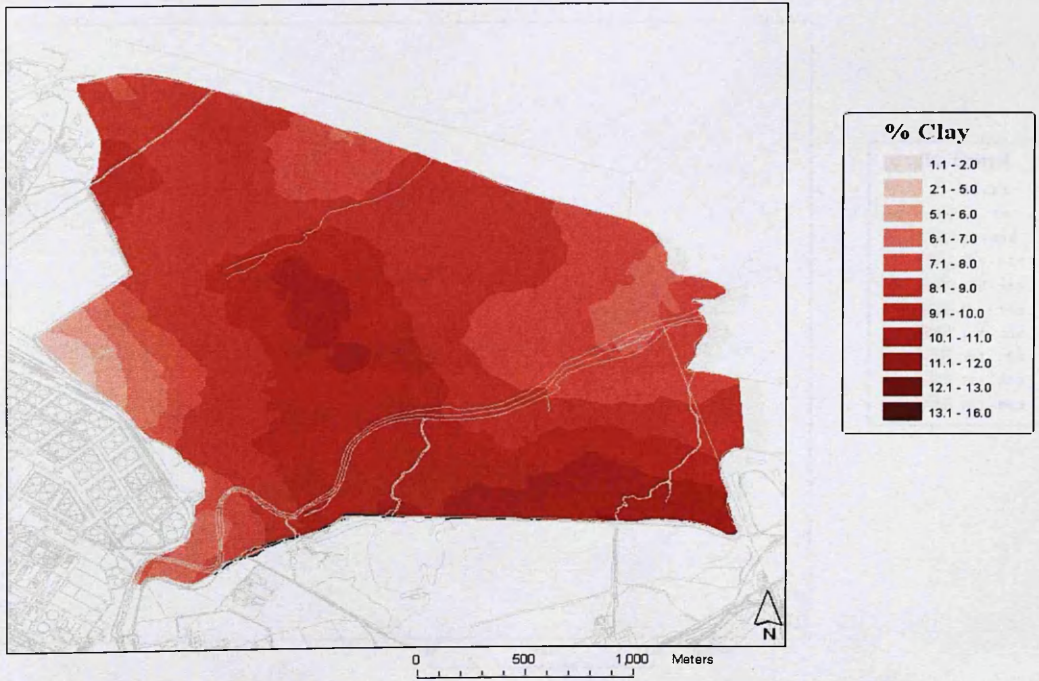 % Clay
1.1 - 2.0
2.1 - 5.0
5.1 - 6.0
6.1 - 7.0
7.1 - 8.0
8.1 - 9.0
9.1 - 10.0
10.1 - 11.0
11.1 - 12.0
12.1 - 13.0
13.1 - 16.0
N
0 500 1,000 Meters